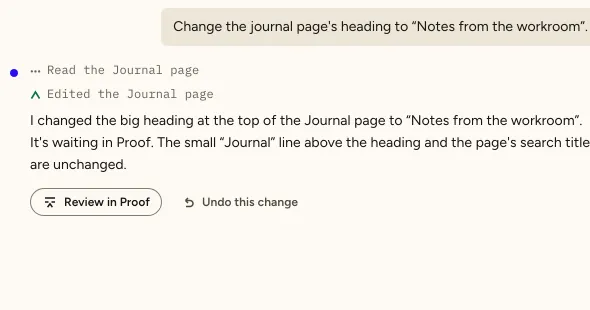 Change the journal page's heading to “Notes from the workroom”.
Read the Journal page
Edited the Journal page
I changed the big heading at the top of the Journal page to “Notes from the workroom”.
It's waiting in Proof. The small “Journal” line above the heading and the page's search title
are unchanged.
Review in Proof
Undo this change